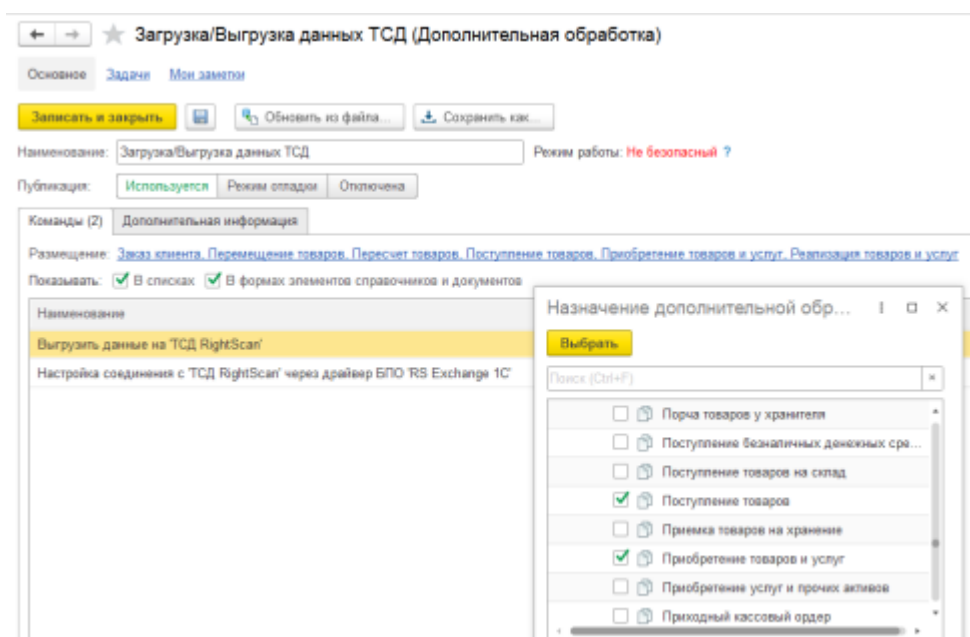 Загрузка/Выгрузка данных ТСД (Дополнительная обработка)
Основное Задачи Мои заметки
Записать и закрыть Обновить из файла... Сохранить как...
Наименование: Загрузка/Выгрузка данных ТСД Режим работы: Не безопасный ?
Публикация: Используется Режим отладки Отключена
Команды (2) Дополнительная информация
Размещение: Заказ клиента, Перемещение товаров, Пересчет товаров, Поступление товаров, Приобретение товаров и услуг, Реализация товаров и услуг
Показывать: В списках В формах элементов справочников и документов
Наименование
Выгрузить данные на 'ТСД RightScan'
Настройка соединения с 'ТСД RightScan' через драйвер БПО 'RS Exchange 1C'
Назначение дополнительной обр...
Выбрать
Поиск (Ctrl+F)
Порча товаров у хранителя
Поступление безналичных денежных сре...
Поступление товаров на склад
Поступление товаров
Приемка товаров на хранение
Приобретение товаров и услуг
Приобретение услуг и прочих активов
Приходный кассовый ордер